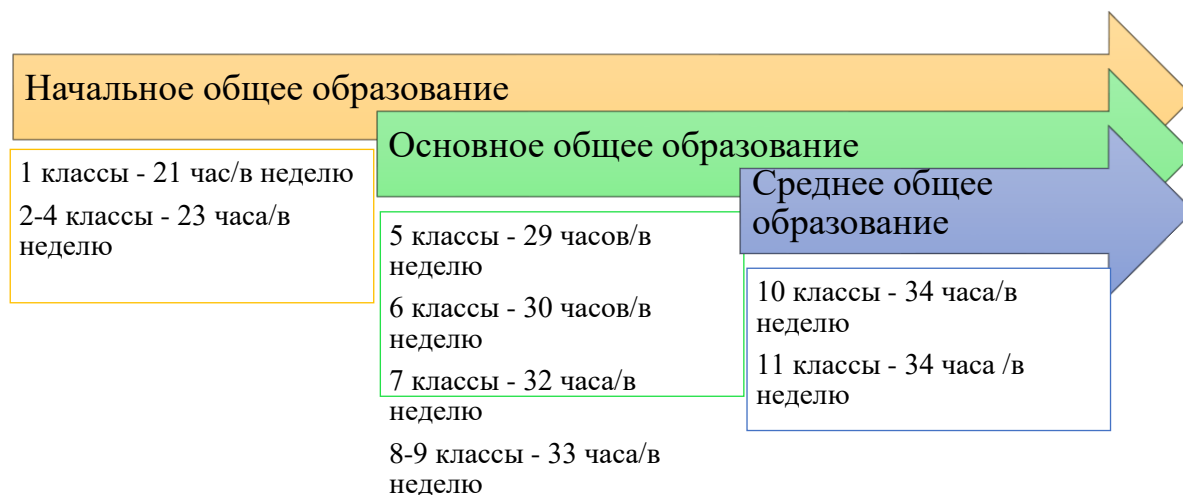 Начальное общее образование
1 классы - 21 час/в неделю
2-4 классы - 23 часа/в
неделю
Основное общее образование
5 классы - 29 часов/в
неделю
6 классы - 30 часов/в
неделю
7 классы - 32 часа/в
неделю
8-9 классы - 33 часа/в
неделю
Среднее общее
образование
10 классы - 34 часа/в
неделю
11 классы - 34 часа /в
неделю